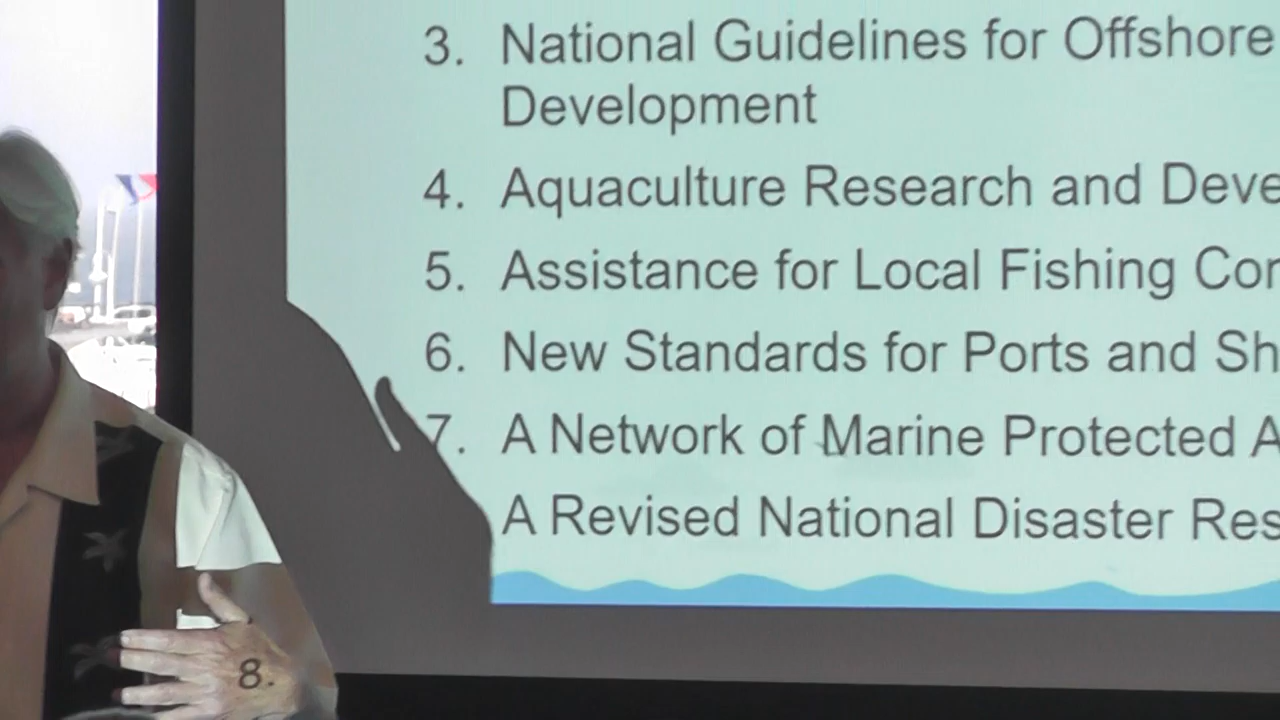 3. National Guidelines for Offshore
Development
4. Aquaculture Research and Deve
5. Assistance for Local Fishing Co
6. New Standards for Ports and Sh
7. A Network of Marine Protected A
8. A Revised National Disaster Res